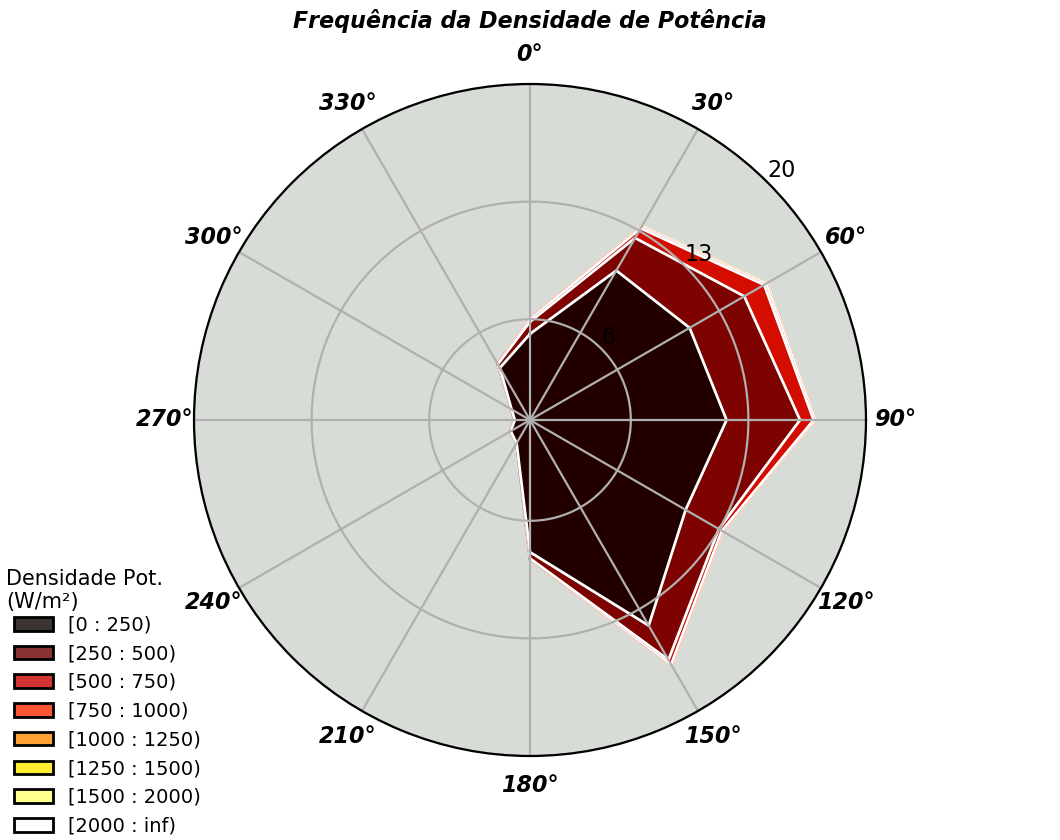 Frequência da Densidade de Potência
0°
330°
30°
20
300°
60°
13
6
270°
90°
240°
120°
210°
150°
180°
Densidade Pot.
(W/m²)
[0 : 250)
[250 : 500)
[500 : 750)
[750 : 1000)
[1000 : 1250)
[1250 : 1500)
[1500 : 2000)
[2000 : inf)